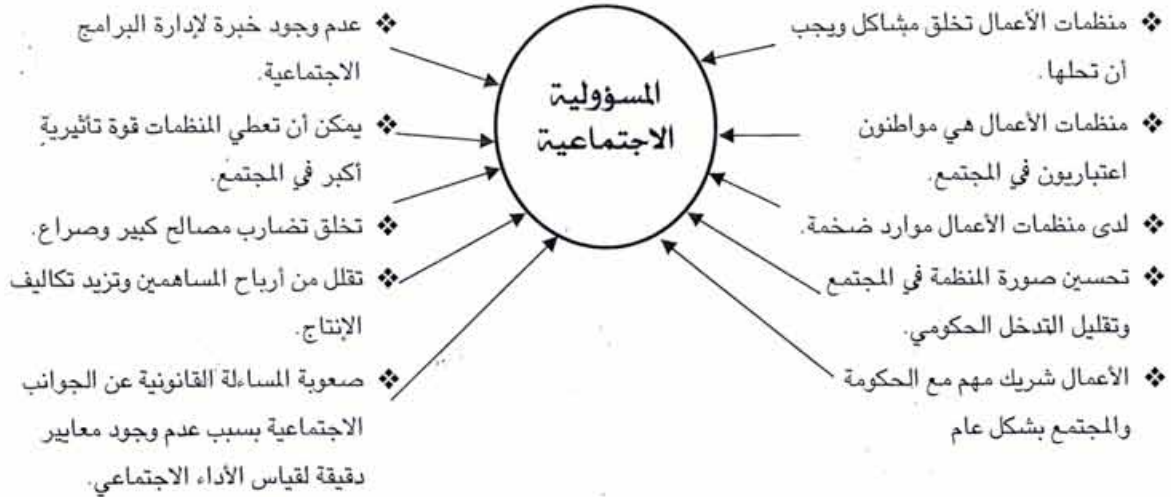 ❖ منظمات الأعمال تخلق مشاكل ويجب
أن تحلها.
❖ منظمات الأعمال هي مواطنون
اعتباريون في المجتمع.
❖ لدى منظمات الأعمال موارد ضخمة.
❖ تحسين صورة المنظمة في المجتمع
وتقليل التدخل الحكومي.
❖ الأعمال شريك مهم مع الحكومة
والمجتمع بشكل عام
المسؤولية
الاجتماعية
❖ عدم وجود خبرة لإدارة البرامج
الاجتماعية.
❖ يمكن أن تعطي المنظمات قوة تأثيرية
أكبر في المجتمع.
❖ تخلق تضارب مصالح كبير وصراع.
❖ تقلل من أرباح المساهمين وتزيد تكاليف
الإنتاج.
❖ صعوبة المساءلة القانونية عن الجوانب
الاجتماعية بسبب عدم وجود معايير
دقيقة لقياس الأداء الاجتماعي.